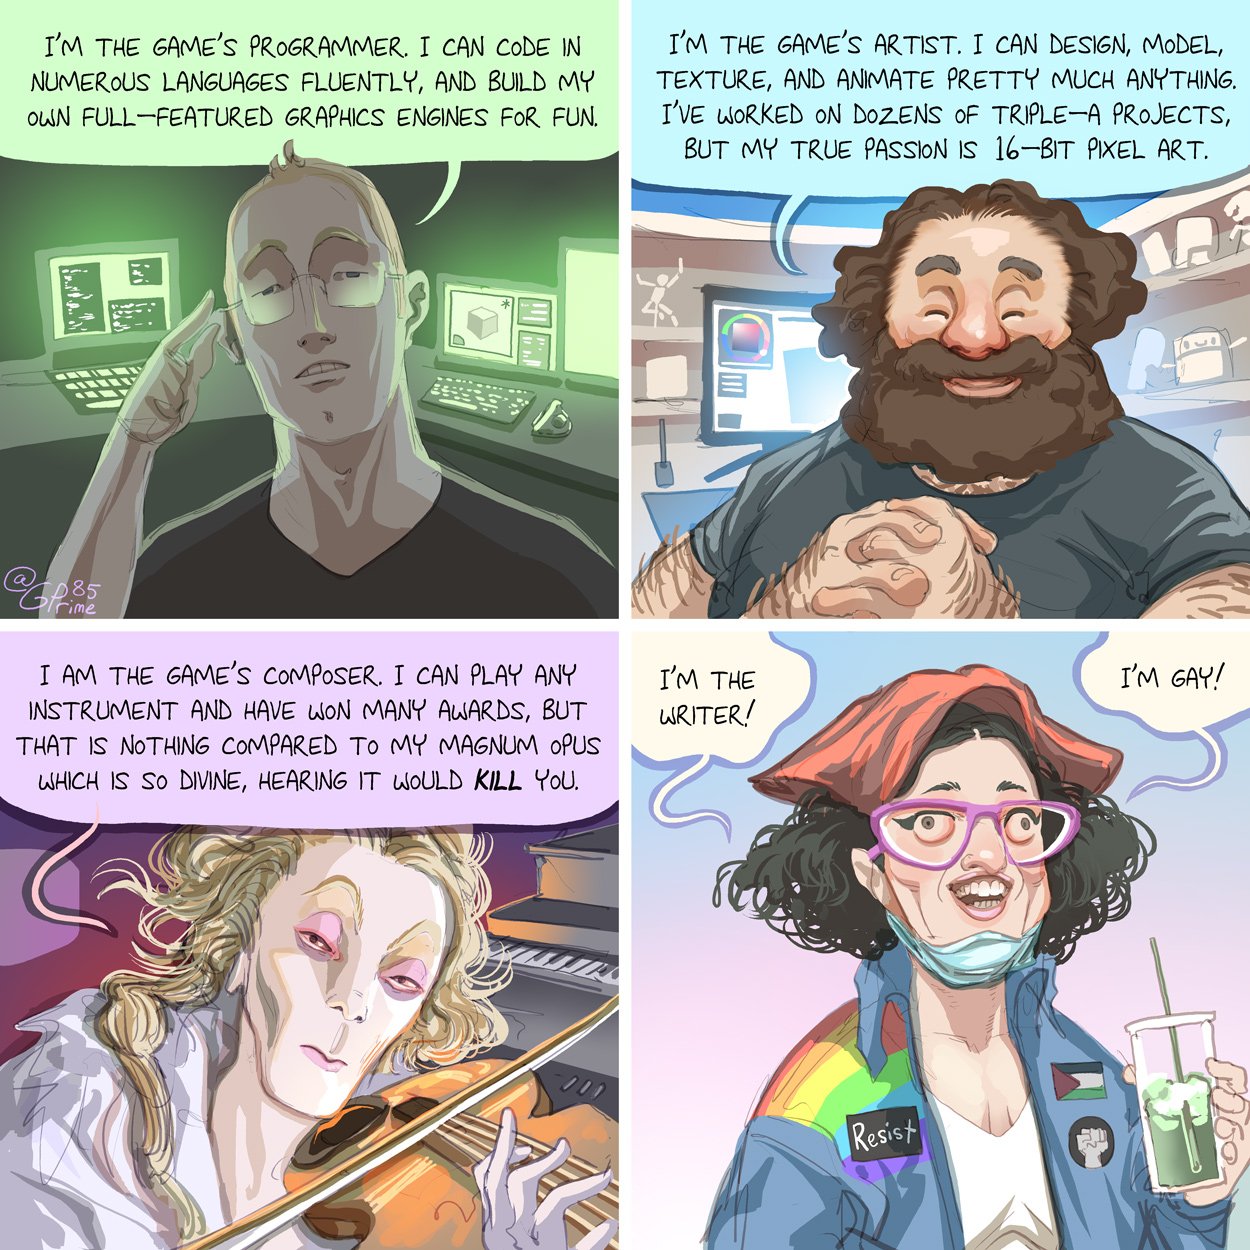 I'M THE GAME'S PROGRAMMER. I CAN CODE IN
NUMEROUS LANGUAGES FLUENTLY, AND BUILD MY
OWN FULL-FEATURED GRAPHICS ENGINES FOR FUN.
I'M THE GAME'S ARTIST. I CAN DESIGN, MODEL,
TEXTURE, AND ANIMATE PRETTY MUCH ANYTHING.
I'VE WORKED ON DOZENS OF TRIPLE-A PROJECTS,
BUT MY TRUE PASSION IS 16-BIT PIXEL ART.
@GPrime85
I AM THE GAME'S COMPOSER. I CAN PLAY ANY
INSTRUMENT AND HAVE WON MANY AWARDS, BUT
THAT IS NOTHING COMPARED TO MY MAGNUM OPUS
WHICH IS SO DIVINE, HEARING IT WOULD KILL YOU.
I'M THE
WRITER!
I'M GAY!
Resist